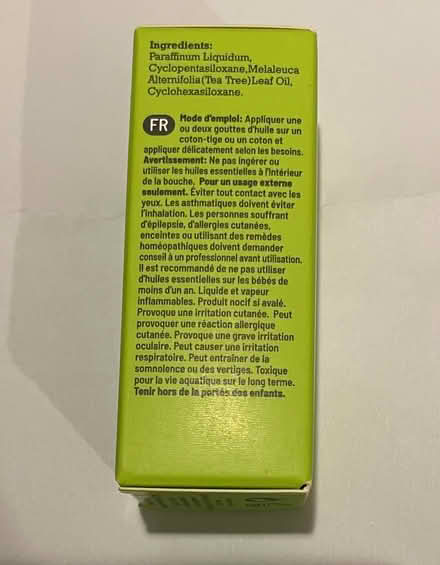 Ingredients:
Paraffinum Liquidum,
Cyclopentasiloxane,Melaleuca
Alternifolia(Tea Tree)Leaf Oil,
Cyclohexasiloxane.
FR Mode d'emploi: Appliquer une
ou deux gouttes d'huile sur un
coton-tige ou un coton et
appliquer délicatement selon les besoins.
Avertissement: Ne pas ingérer ou
utiliser les huiles essentielles à l'intérieur
de la bouche. Pour un usage externe
seulement. Éviter tout contact avec les
yeux. Les asthmatiques doivent éviter
l'inhalation. Les personnes souffrant
d'épilepsie, d'allergies cutanées,
enceintes ou utilisant des remèdes
homéopathiques doivent demander
conseil à un professionnel avant utilisation.
Il est recommandé de ne pas utiliser
d'huiles essentielles sur les bébés de
moins d'un an. Liquide et vapeur
inflammables. Produit nocif si avalé.
Provoque une irritation cutanée. Peut
provoquer une réaction allergique
cutanée. Provoque une grave irritation
oculaire. Peut causer une irritation
respiratoire. Peut entraîner de la
somnolence ou des vertiges. Toxique
pour la vie aquatique sur le long terme.
Tenir hors de la portés des enfants.